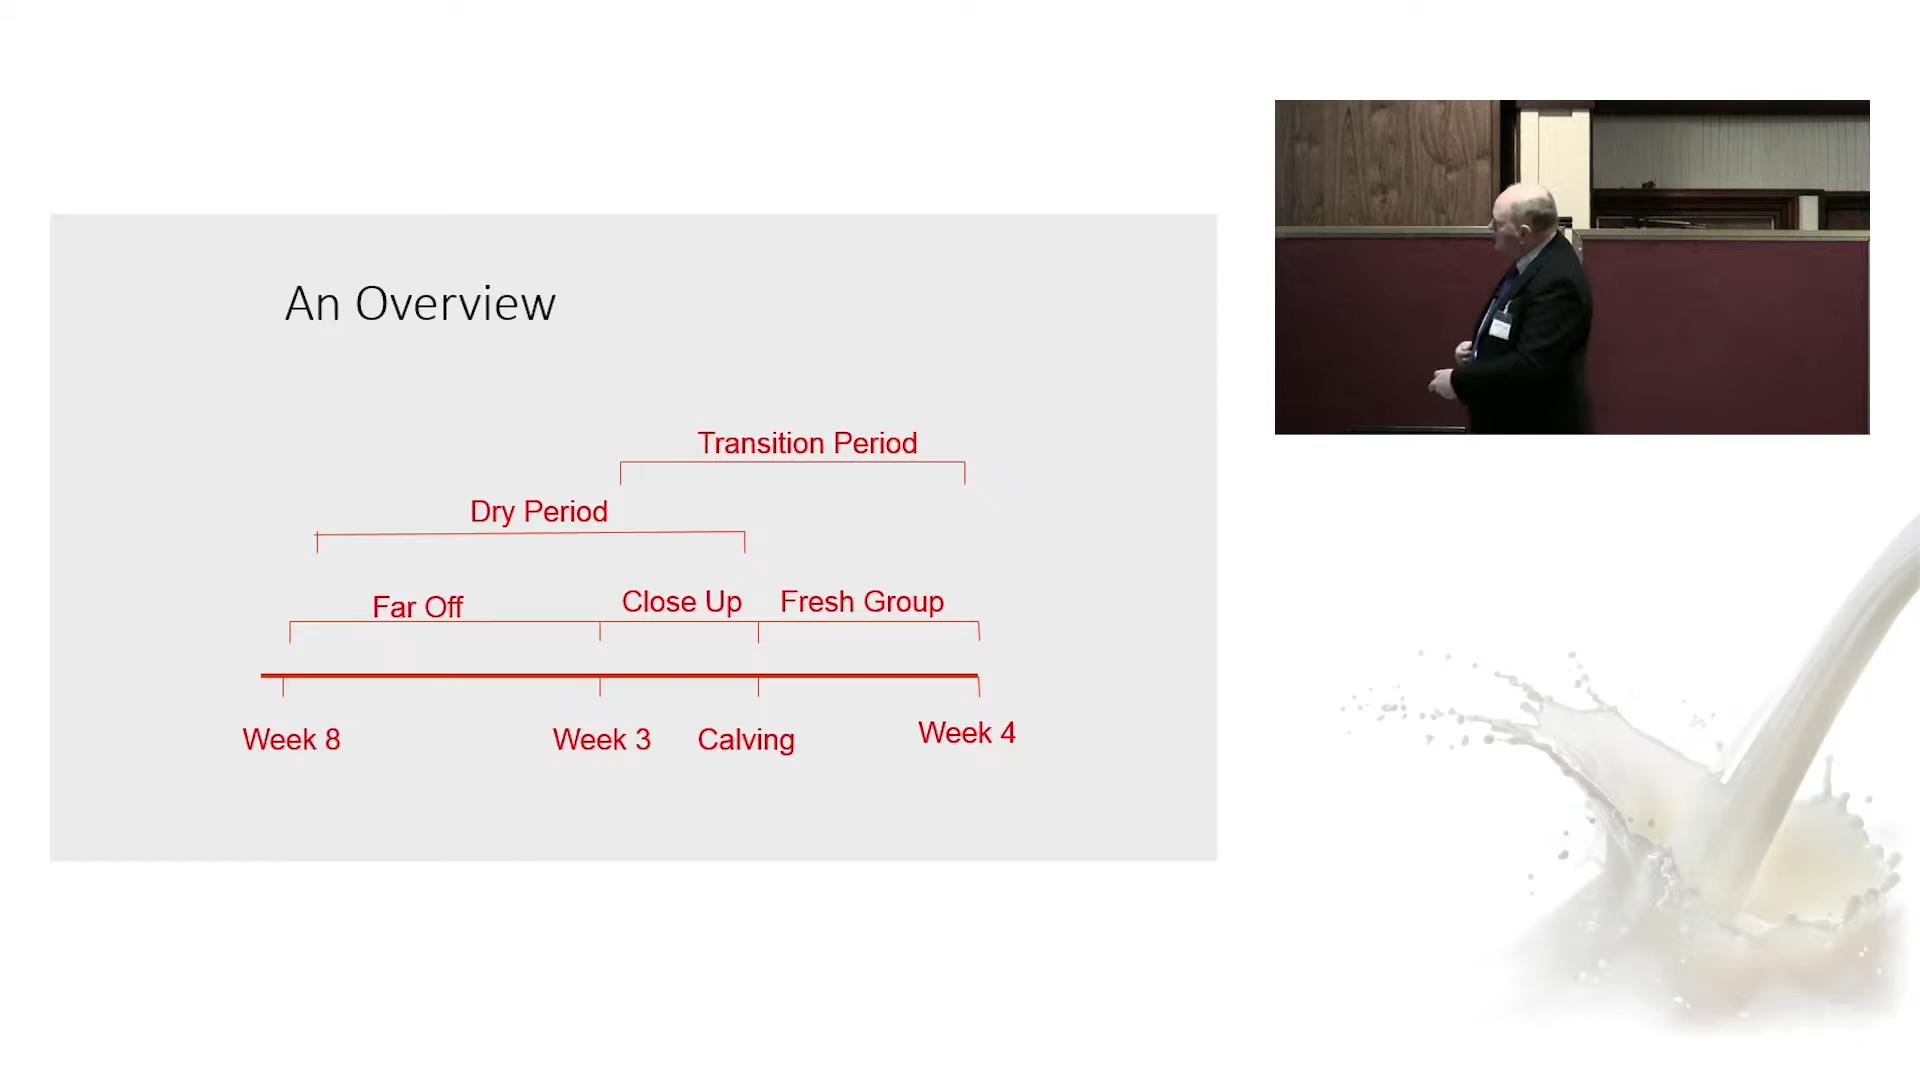 An Overview
Transition Period
Dry Period
Far Off
Close Up
Fresh Group
Week 8
Week 3
Calving
Week 4